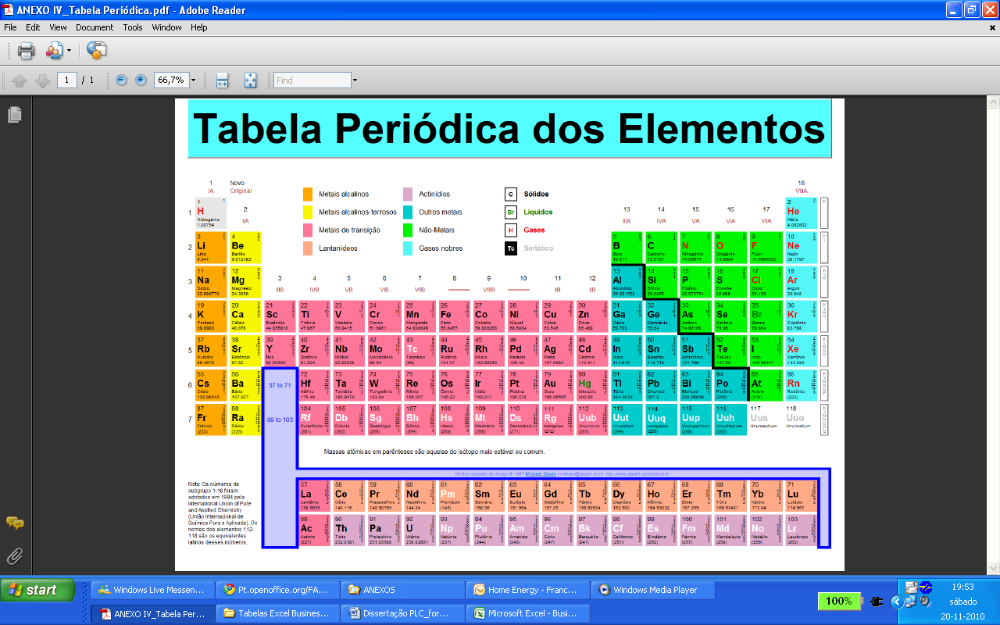 ANEXO IV_Tabela Periódica.pdf - Adobe Reader
File Edit View Document Tools Window Help
1 / 1 66,7% Find
Tabela Periódica dos Elementos
1 Novo 18
IA Original VIIIA
Metais alcalinos Actinídios C Sólidos
Metais alcalinos-terrosos Outros metais Br Líquidos
Metais de transição Não-Metais H Gases
Lantanídeos Gases nobres Tc Sintético
2 13 14 15 16 17
IIA IIIA IVA VA VIA VIIA
3 4 5 6 7 8 9 10 11 12
IIIB IVB VB VIB VIIB VIIIB IB IIB
1 1 2
H He
Hidrogênio Hélio
1.00794 4.002602
2 3 4 5 6 7 8 9 10
Li Be B C N O F Ne
Lítio Berílio Boro Carbono Nitrogênio Oxigênio Flúor Neôn
6.941 9.012182 10.811 12.0107 14.00674 15.9994 18.9984032 20.1797
3 11 12 13 14 15 16 17 18
Na Mg Al Si P S Cl Ar
Sódio Magnésio Alumínio Silício Fósforo Enxofre Cloro Argon
22.989770 24.3050 26.981538 28.0855 30.973761 32.066 35.453 39.948
4 19 20 21 22 23 24 25 26 27 28 29 30 31 32 33 34 35 36
K Ca Sc Ti V Cr Mn Fe Co Ni Cu Zn Ga Ge As Se Br Kr
Potássio Cálcio Escândio Titânio Vanádio Cromo Manganês Ferro Cobalto Níquel Cobre Zinco Gálio Germânio Arsênio Selênio Bromo Criptônio
39.0983 40.078 44.955910 47.867 50.9415 51.9961 54.938049 55.8457 58.933200 58.6934 63.546 65.409 69.723 72.64 74.92160 78.96 79.904 83.798
5 37 38 39 40 41 42 43 44 45 46 47 48 49 50 51 52 53 54
Rb Sr Y Zr Nb Mo Tc Ru Rh Pd Ag Cd In Sn Sb Te I Xe
Rubídio Estrôncio Ítrio Zircônio Nióbio Molibdênio Tecnécio Rutênio Ródio Paládio Prata Cádmio Índio Estanho Antimônio Telúrio Iodo Xenônio
85.4678 87.62 88.90585 91.224 92.90638 95.94 (98) 101.07 102.90550 106.42 107.8682 112.411 114.818 118.710 121.760 127.60 126.90447 131.293
6 55 56 57 to 71 72 73 74 75 76 77 78 79 80 81 82 83 84 85 86
Cs Ba Hf Ta W Re Os Ir Pt Au Hg Tl Pb Bi Po At Rn
Césio Bário Háfnio Tântalo Tungstênio Rênio Ósmio Irídio Platina Ouro Mercúrio Tálio Chumbo Bismuto Polônio Astato Radônio
132.90545 137.327 178.49 180.9479 183.84 186.207 190.23 192.217 195.078 196.96655 200.59 204.3833 207.2 208.98038 (209) (210) (222)
7 87 88 89 to 103 104 105 106 107 108 109 110 111 112 113 114 115 116 117 118
Fr Ra Rf Db Sg Bh Hs Mt Ds Rg Uub Uut Uuq Uup Uuh Uus Uuo
Frâncio Rádio Rutherfórdio Dúbnio Seabórgio Bóhrio Hássio Meitnério Darmstádtio Roentgenium Ununbium Ununtrium Ununquadium Ununpentium Ununhexium Ununseptium Ununoctium
(223) (226) (261) (262) (266) (264) (269) (268) (271) (272) (285) (284) (289) (288) (292)
Massas atômicas em parênteses são aquelas do isótopo mais estável ou comum.
Direitos autorais de design © 1997 Michael Dayah (michael@dayah.com). http://www.dayah.com/periodic/
Nota: Os números de
subgrupo 1-18 foram
adotados em 1984 pela
International Union of Pure
and Applied Chemistry
(União Internacional de
Química Pura e Aplicada). Os
nomes dos elementos 112-
118 são os equivalentes
latinos desses números.
57 58 59 60 61 62 63 64 65 66 67 68 69 70 71
La Ce Pr Nd Pm Sm Eu Gd Tb Dy Ho Er Tm Yb Lu
Lantânio Cério Praseodímio Neodímio Promécio Samário Európio Gadolínio Térbio Disprósio Hólmio Érbio Túlio Itérbio Lutécio
138.9055 140.116 140.90765 144.24 (145) 150.36 151.964 157.25 158.92534 162.500 164.93032 167.259 168.93421 173.04 174.967
89 90 91 92 93 94 95 96 97 98 99 100 101 102 103
Ac Th Pa U Np Pu Am Cm Bk Cf Es Fm Md No Lr
Actínio Tório Protactínio Urânio Netúnio Plutônio Amerício Cúrio Berquélio Califórnio Einstênio Férmio Mendelévio Nobélio Laurêncio
(227) 232.0381 231.03588 238.02891 (237) (244) (243) (247) (247) (251) (252) (257) (258) (259) (262)
start Windows Live Messen... Pt.openoffice.org/FA... ANEXOS Home Energy - Franc... Windows Media Player
ANEXO IV_Tabela Per... Tabelas Excel Busines... Dissertação PLC_for... Microsoft Excel - Busi...
100%
19:53
sábado
20-11-2010